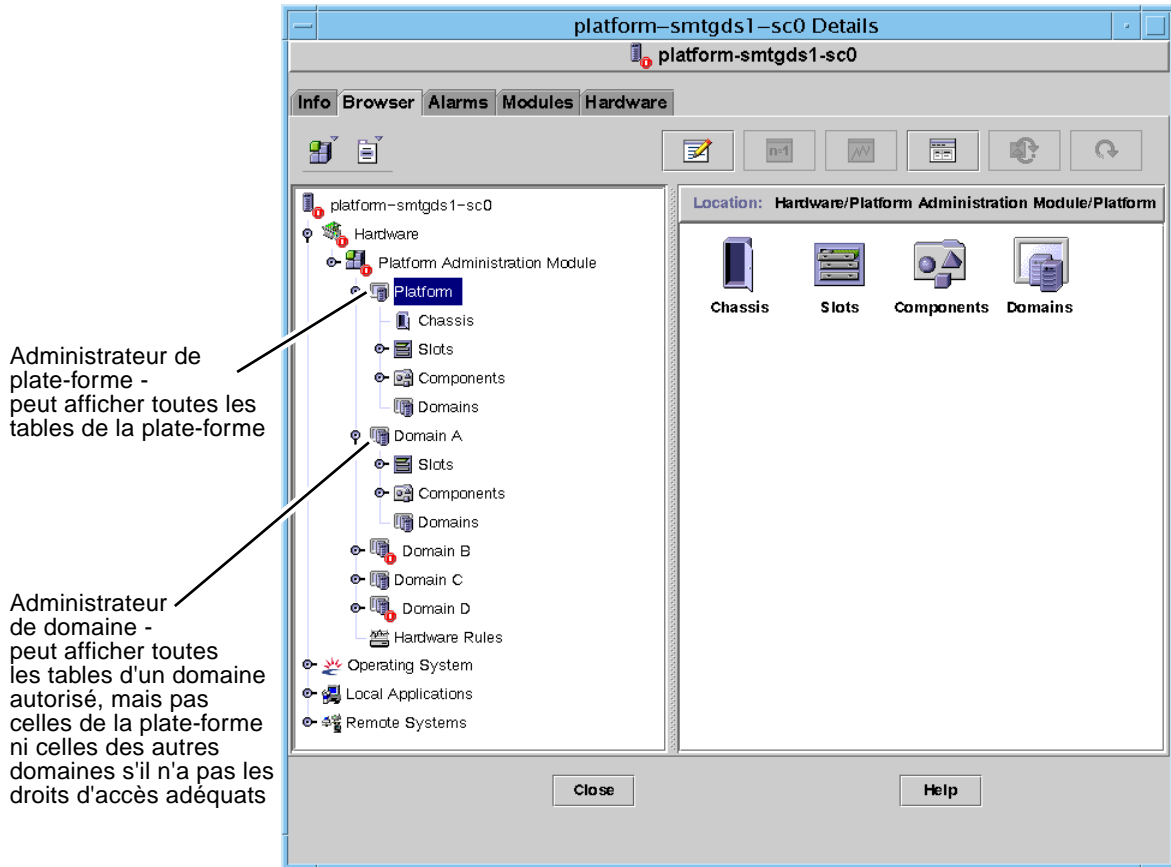 platform-smtgds1-sc0 Details
platform-smtgds1-sc0
Info Browser Alarms Modules Hardware
n=1
platform-smtgds1-sc0
Hardware
Platform Administration Module
Platform
Chassis
Slots
Components
Domains
Domain A
Slots
Components
Domains
Domain B
Domain C
Domain D
Hardware Rules
Operating System
Local Applications
Remote Systems
Location: Hardware/Platform Administration Module/Platform
Chassis Slots Components Domains
Administrateur de
plate-forme -
peut afficher toutes les
tables de la plate-forme
Administrateur
de domaine -
peut afficher toutes
les tables d'un domaine
autorisé, mais pas
celles de la plate-forme
ni celles des autres
domaines s'il n'a pas les
droits d'accès adéquats
Close Help